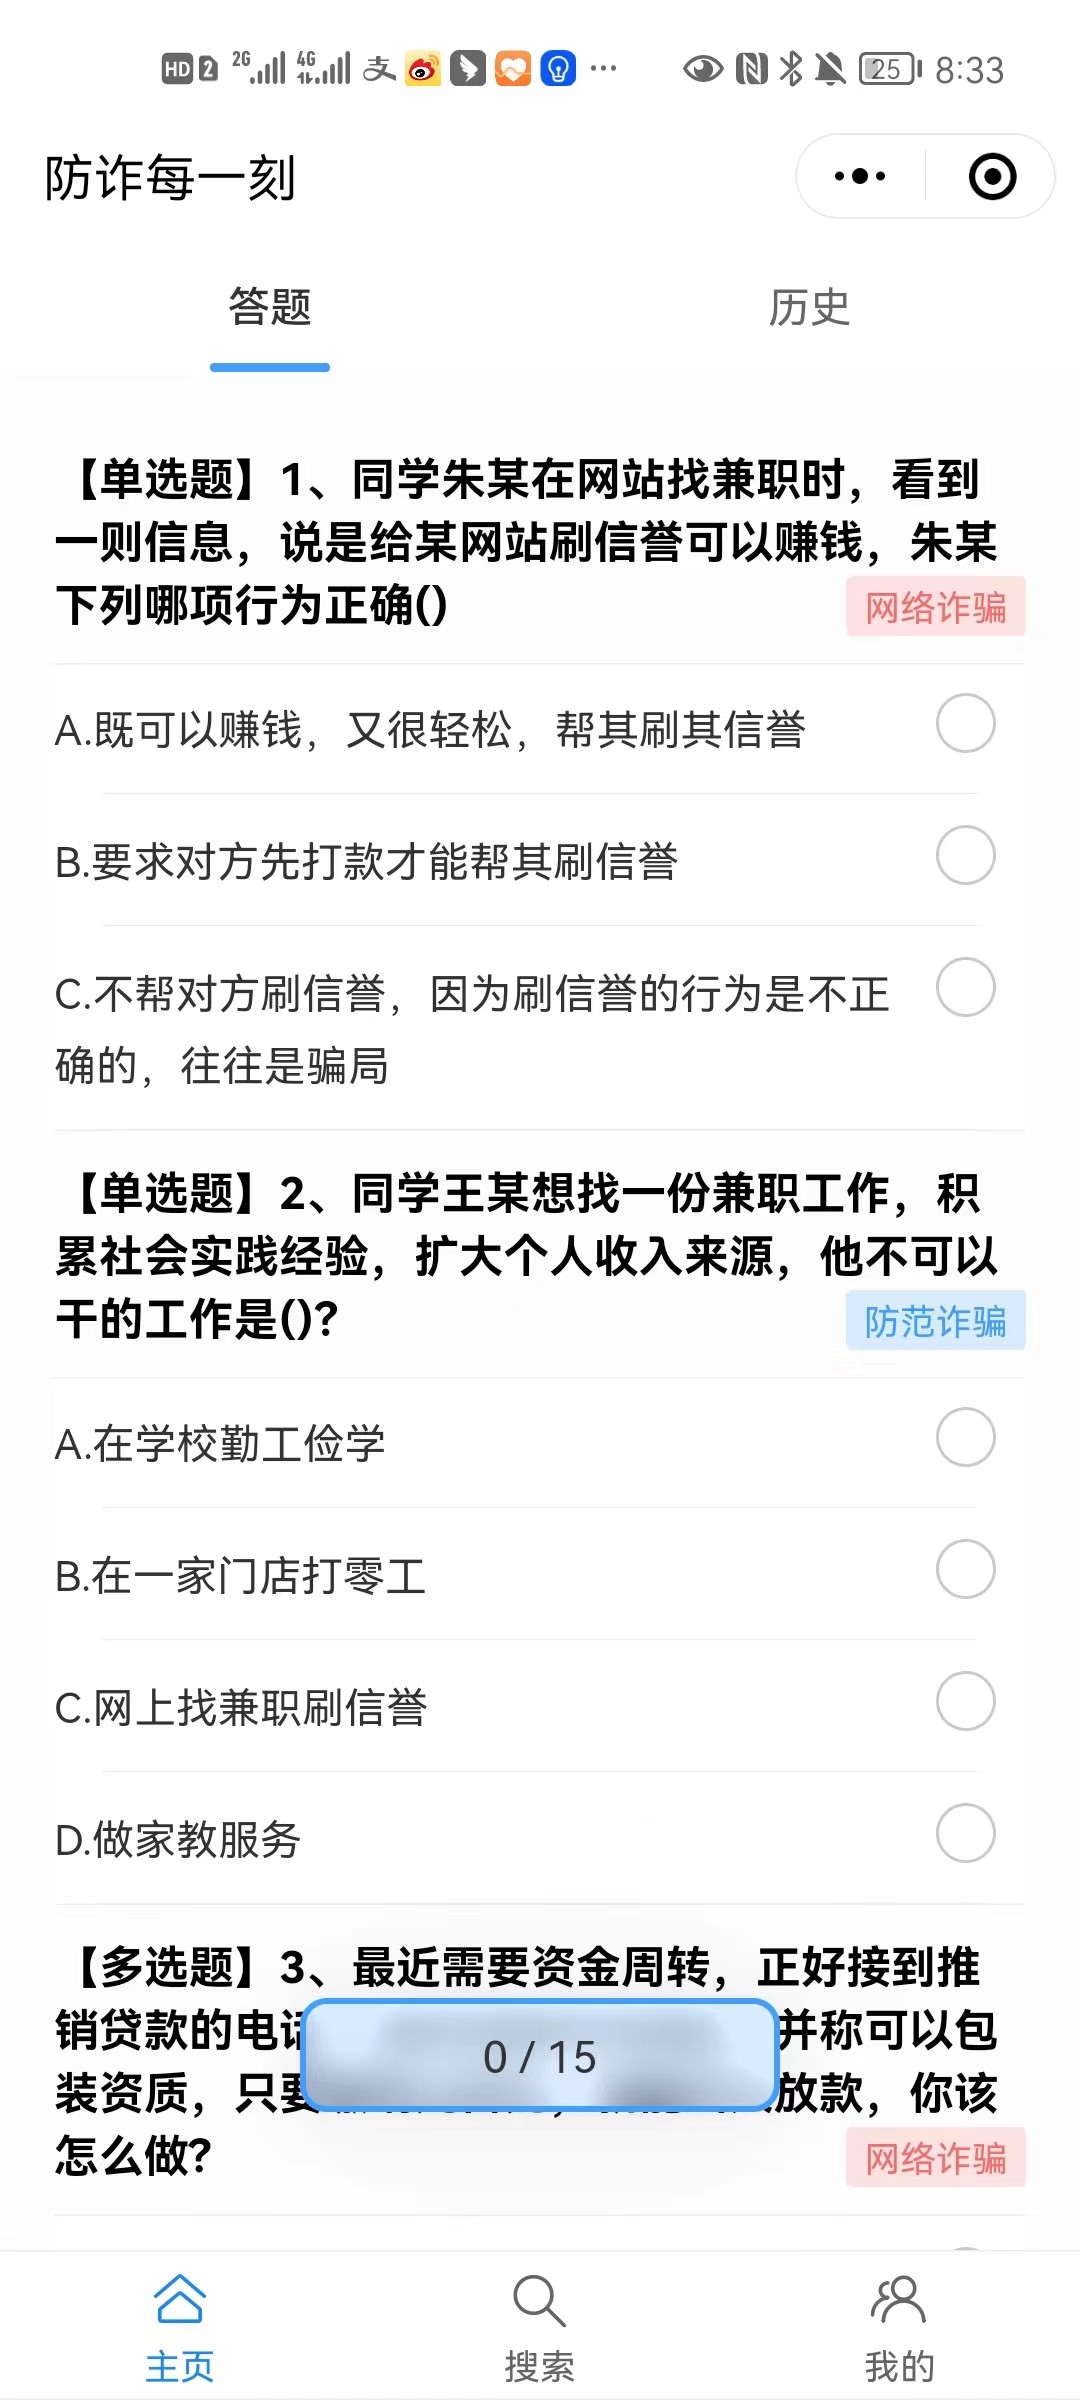 HD 2 2G 4G 支 25 8:33
防诈每一刻
答题 历史
【单选题】1、同学朱某在网站找兼职时，看到
一则信息，说是给某网站刷信誉可以赚钱，朱某
下列哪项行为正确()
网络诈骗
A.既可以赚钱，又很轻松，帮其刷其信誉
B.要求对方先打款才能帮其刷信誉
C.不帮对方刷信誉，因为刷信誉的行为是不正
确的，往往是骗局
【单选题】2、同学王某想找一份兼职工作，积
累社会实践经验，扩大个人收入来源，他不可以
干的工作是()?
防范诈骗
A.在学校勤工俭学
B.在一家门店打零工
C.网上找兼职刷信誉
D.做家教服务
【多选题】3、最近需要资金周转，正好接到推
销贷款的电话 并称可以包
0 / 15
装资质，只要 放款，你该
怎么做?
网络诈骗
主页 搜索 我的